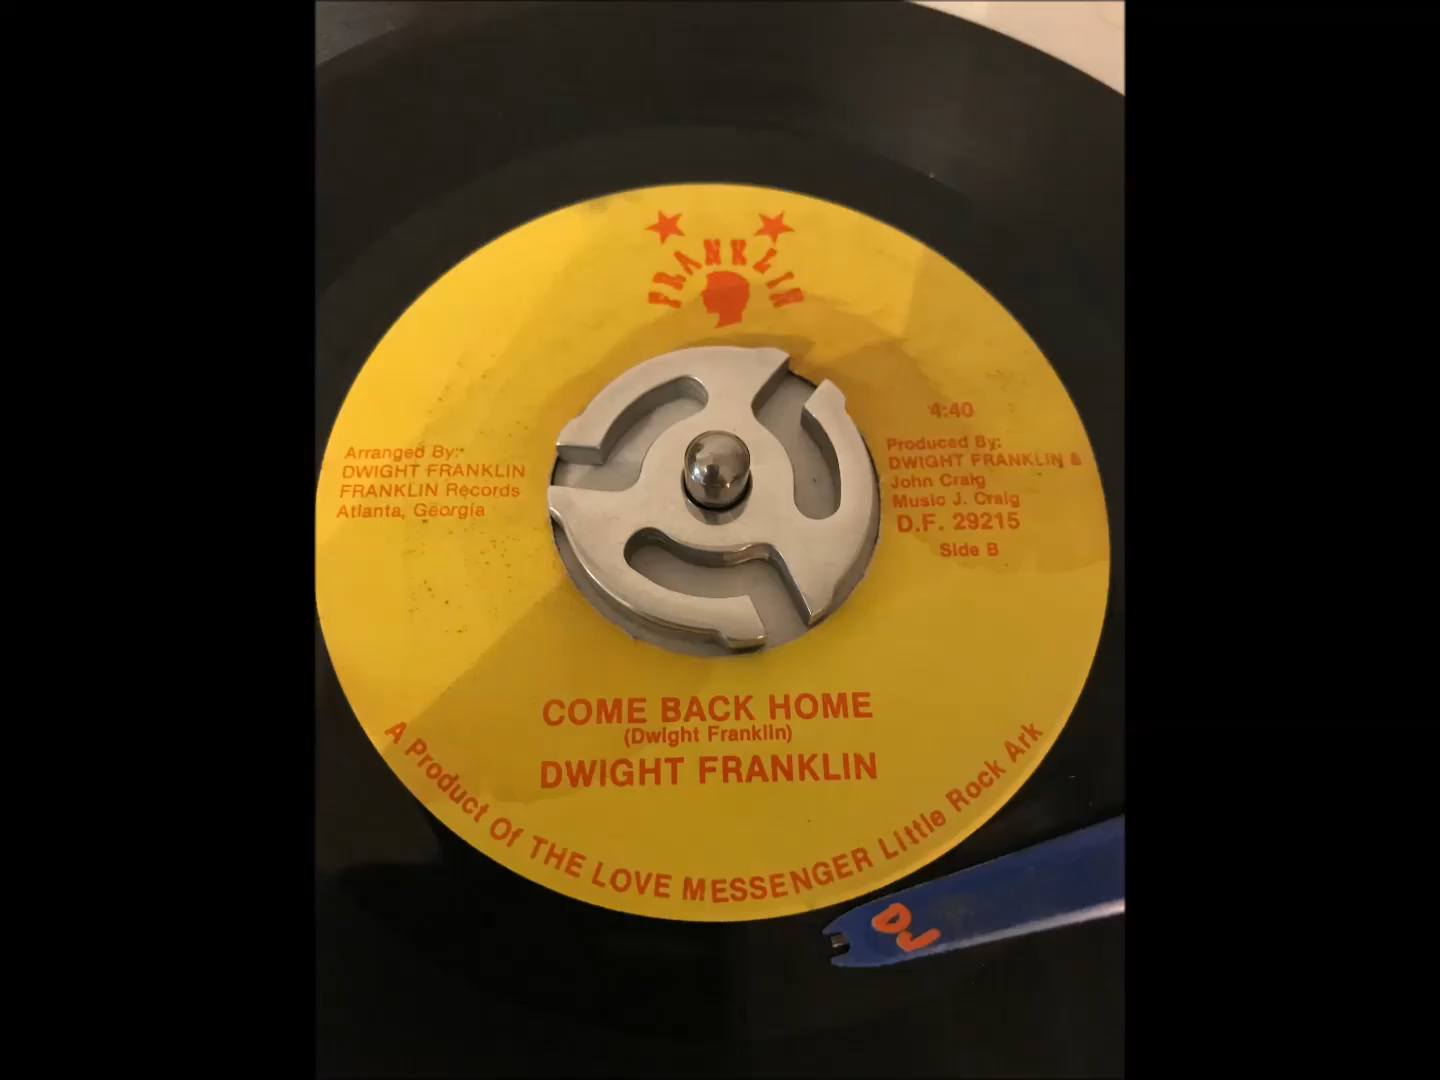 FRANKLIN
Arranged By:
DWIGHT FRANKLIN
FRANKLIN Records
Atlanta, Georgia
4:40
Produced By:
DWIGHT FRANKLIN &
John Craig
Music J. Craig
D.F. 29215
Side B
COME BACK HOME
(Dwight Franklin)
DWIGHT FRANKLIN
A Product Of THE LOVE MESSENGER Little Rock Ark
DJ